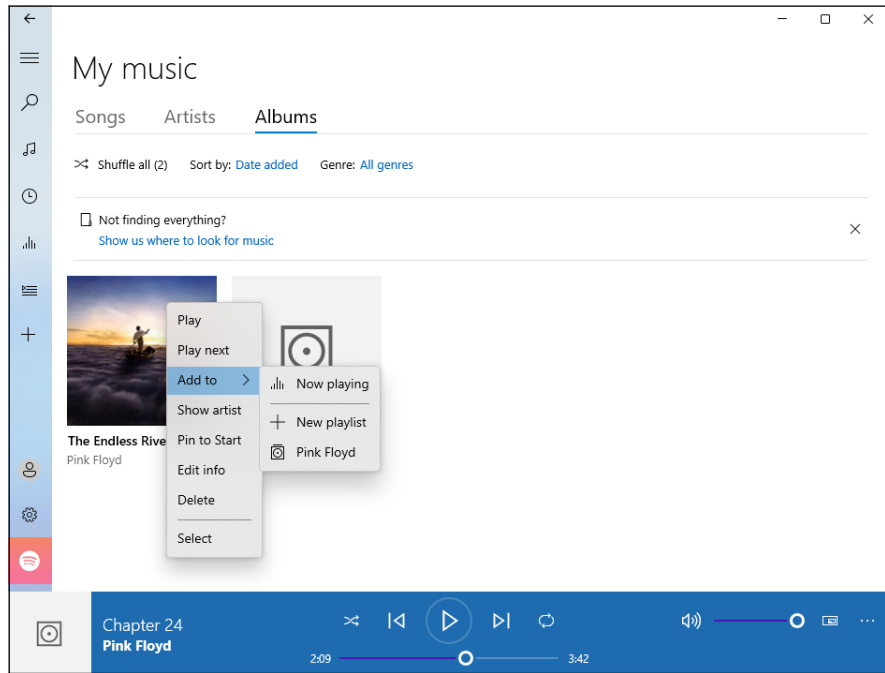 My music
Songs Artists Albums
Shuffle all (2) Sort by: Date added Genre: All genres
Not finding everything?
Show us where to look for music
Play
Play next
Add to
Show artist
Pin to Start
Edit info
Delete
Select
Now playing
New playlist
Pink Floyd
The Endless Rive
Pink Floyd
Chapter 24
Pink Floyd
2:09 3:42